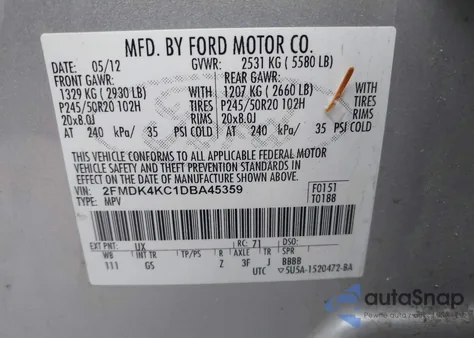 MFD. BY FORD MOTOR CO.
DATE: 05/12 GVWR: 2531 KG ( 5580 LB)
FRONT GAWR: REAR GAWR:
1329 KG ( 2930 LB) 1207 KG ( 2660 LB) WITH
P245/50R20 102H P245/50R20 102H TIRES
20x8.0J 20x8.0J RIMS
AT 240 kPa/ 35 PSI COLD AT 240 kPa/ 35 PSI COLD
THIS VEHICLE CONFORMS TO ALL APPLICABLE FEDERAL MOTOR
VEHICLE SAFETY AND THEFT PREVENTION STANDARDS IN
EFFECT ON THE DATE OF MANUFACTURE SHOWN ABOVE.
VIN: 2FMDK4KC1DBA45359 F0151
TYPE: MPV T0188
EXT PNT: UX RC: 71 DSO:
WB INT TR TP/PS R AXLE TR SPR
111 GS Z 3F J BBBB
UTC ▽5U5A-1520472-BA
autoSnap